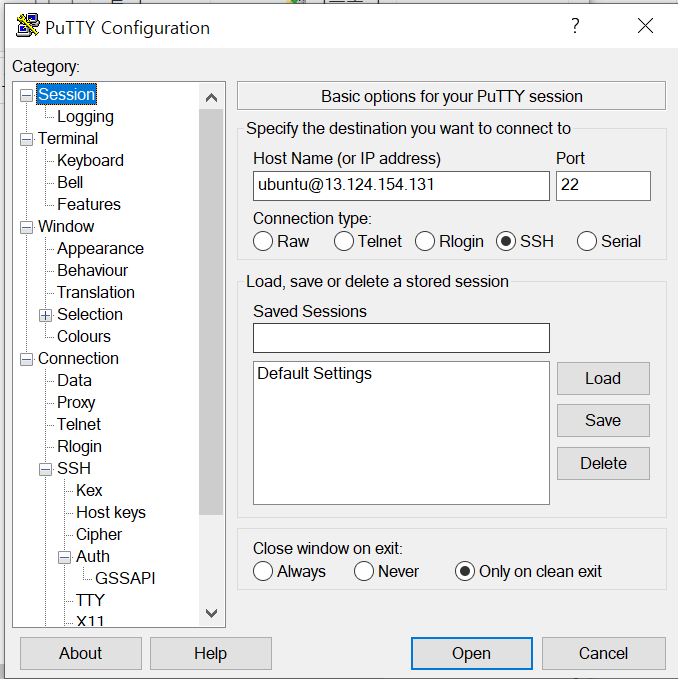 PuTTY Configuration
?
Category:
Session
Logging
Terminal
Keyboard
Bell
Features
Window
Appearance
Behaviour
Translation
Selection
Colours
Connection
Data
Proxy
Telnet
Rlogin
SSH
Kex
Host keys
Cipher
Auth
GSSAPI
TTY
X11
Basic options for your PuTTY session
Specify the destination you want to connect to
Host Name (or IP address) Port
ubuntu@13.124.154.131 22
Connection type:
Raw Telnet Rlogin SSH Serial
Load, save or delete a stored session
Saved Sessions
Default Settings
Load
Save
Delete
Close window on exit:
Always Never Only on clean exit
About Help Open Cancel